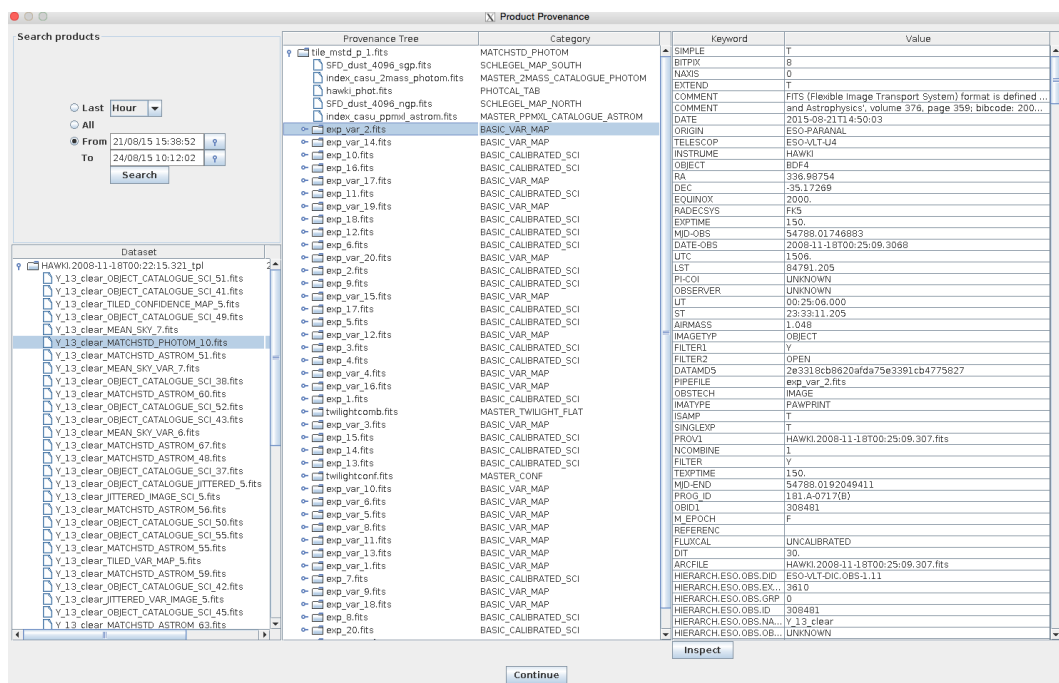 Product Provenance
Search products
Last Hour
All
From 21/08/15 15:38:52
To 24/08/15 10:12:02
Search
Dataset
HAWKI.2008-11-18T00:22:15.321_tpl 2
Y_13_clear_OBJECT_CATALOGUE_SCI_51.fits
Y_13_clear_OBJECT_CATALOGUE_SCI_41.fits
Y_13_clear_TILED_CONFIDENCE_MAP_5.fits
Y_13_clear_OBJECT_CATALOGUE_SCI_49.fits
Y_13_clear_MEAN_SKY_7.fits
Y_13_clear_MATCHSTD_PHOTOM_10.fits
Y_13_clear_MATCHSTD_ASTROM_51.fits
Y_13_clear_MEAN_SKY_VAR_7.fits
Y_13_clear_OBJECT_CATALOGUE_SCI_38.fits
Y_13_clear_MATCHSTD_ASTROM_60.fits
Y_13_clear_OBJECT_CATALOGUE_SCI_52.fits
Y_13_clear_OBJECT_CATALOGUE_SCI_43.fits
Y_13_clear_MEAN_SKY_VAR_6.fits
Y_13_clear_MATCHSTD_ASTROM_67.fits
Y_13_clear_MATCHSTD_ASTROM_48.fits
Y_13_clear_OBJECT_CATALOGUE_SCI_37.fits
Y_13_clear_OBJECT_CATALOGUE_JITTERED_5.fits
Y_13_clear_JITTERED_IMAGE_SCI_5.fits
Y_13_clear_MATCHSTD_ASTROM_56.fits
Y_13_clear_OBJECT_CATALOGUE_SCI_50.fits
Y_13_clear_OBJECT_CATALOGUE_SCI_55.fits
Y_13_clear_MATCHSTD_ASTROM_55.fits
Y_13_clear_TILED_VAR_MAP_5.fits
Y_13_clear_MATCHSTD_ASTROM_59.fits
Y_13_clear_OBJECT_CATALOGUE_SCI_42.fits
Y_13_clear_JITTERED_VAR_IMAGE_5.fits
Y_13_clear_OBJECT_CATALOGUE_SCI_45.fits
Y_13_clear_MATCHSTD_ASTROM_63.fits
Provenance Tree Category
tile_mstd_p_1.fits MATCHSTD_PHOTOM
SFD_dust_4096_sgp.fits SCHLEGEL_MAP_SOUTH
index_casu_2mass_photom.fits MASTER_2MASS_CATALOGUE_PHOTOM
hawki_phot.fits PHOTCAL_TAB
SFD_dust_4096_ngp.fits SCHLEGEL_MAP_NORTH
index_casu_ppmxl_astrom.fits MASTER_PPMXL_CATALOGUE_ASTROM
exp_var_2.fits BASIC_VAR_MAP
exp_var_14.fits BASIC_VAR_MAP
exp_10.fits BASIC_CALIBRATED_SCI
exp_16.fits BASIC_CALIBRATED_SCI
exp_var_17.fits BASIC_VAR_MAP
exp_11.fits BASIC_CALIBRATED_SCI
exp_var_19.fits BASIC_VAR_MAP
exp_18.fits BASIC_CALIBRATED_SCI
exp_12.fits BASIC_CALIBRATED_SCI
exp_6.fits BASIC_CALIBRATED_SCI
exp_var_20.fits BASIC_VAR_MAP
exp_2.fits BASIC_CALIBRATED_SCI
exp_9.fits BASIC_CALIBRATED_SCI
exp_var_15.fits BASIC_VAR_MAP
exp_17.fits BASIC_CALIBRATED_SCI
exp_5.fits BASIC_CALIBRATED_SCI
exp_var_12.fits BASIC_VAR_MAP
exp_3.fits BASIC_CALIBRATED_SCI
exp_4.fits BASIC_CALIBRATED_SCI
exp_var_4.fits BASIC_VAR_MAP
exp_var_16.fits BASIC_VAR_MAP
exp_1.fits BASIC_CALIBRATED_SCI
twilightcomb.fits MASTER_TWILIGHT_FLAT
exp_var_3.fits BASIC_VAR_MAP
exp_15.fits BASIC_CALIBRATED_SCI
exp_14.fits BASIC_CALIBRATED_SCI
exp_13.fits BASIC_CALIBRATED_SCI
twilightconf.fits MASTER_CONF
exp_var_10.fits BASIC_VAR_MAP
exp_var_6.fits BASIC_VAR_MAP
exp_var_5.fits BASIC_VAR_MAP
exp_var_8.fits BASIC_VAR_MAP
exp_var_11.fits BASIC_VAR_MAP
exp_var_13.fits BASIC_VAR_MAP
exp_var_1.fits BASIC_VAR_MAP
exp_7.fits BASIC_CALIBRATED_SCI
exp_var_9.fits BASIC_VAR_MAP
exp_var_18.fits BASIC_VAR_MAP
exp_8.fits BASIC_CALIBRATED_SCI
exp_20.fits BASIC_CALIBRATED_SCI
Keyword Value
SIMPLE T
BITPIX 8
NAXIS 0
EXTEND T
COMMENT FITS (Flexible Image Transport System) format is defined ...
COMMENT and Astrophysics', volume 376, page 359; bibcode: 200...
DATE 2015-08-21T14:50:03
ORIGIN ESO-PARANAL
TELESCOP ESO-VLT-U4
INSTRUME HAWKI
OBJECT BDF4
RA 336.98754
DEC -35.17269
EQUINOX 2000.
RADECSYS FK5
EXPTIME 150.
MJD-OBS 54788.01746883
DATE-OBS 2008-11-18T00:25:09.3068
UTC 1506.
LST 84791.205
PI-COI UNKNOWN
OBSERVER UNKNOWN
UT 00:25:06.000
ST 23:33:11.205
AIRMASS 1.048
IMAGETYP OBJECT
FILTER1 Y
FILTER2 OPEN
DATAMD5 2e3318cb8620afda75e3391cb4775827
PIPEFILE exp_var_2.fits
OBSTECH IMAGE
IMATYPE PAWPRINT
ISAMP T
SINGLEXP T
PROV1 HAWKI.2008-11-18T00:25:09.307.fits
NCOMBINE 1
FILTER Y
TEXPTIME 150.
MJD-END 54788.0192049411
PROG_ID 181.A-0717(B)
OBID1 308481
M_EPOCH F
REFERENC
FLUXCAL UNCALIBRATED
DIT 30.
ARCFILE HAWKI.2008-11-18T00:25:09.307.fits
HIERARCH.ESO.OBS.DID ESO-VLT-DIC.OBS-1.11
HIERARCH.ESO.OBS.EX... 3610
HIERARCH.ESO.OBS.GRP 0
HIERARCH.ESO.OBS.ID 308481
HIERARCH.ESO.OBS.NA... Y_13_clear
HIERARCH.ESO.OBS.OB... UNKNOWN
Inspect
Continue